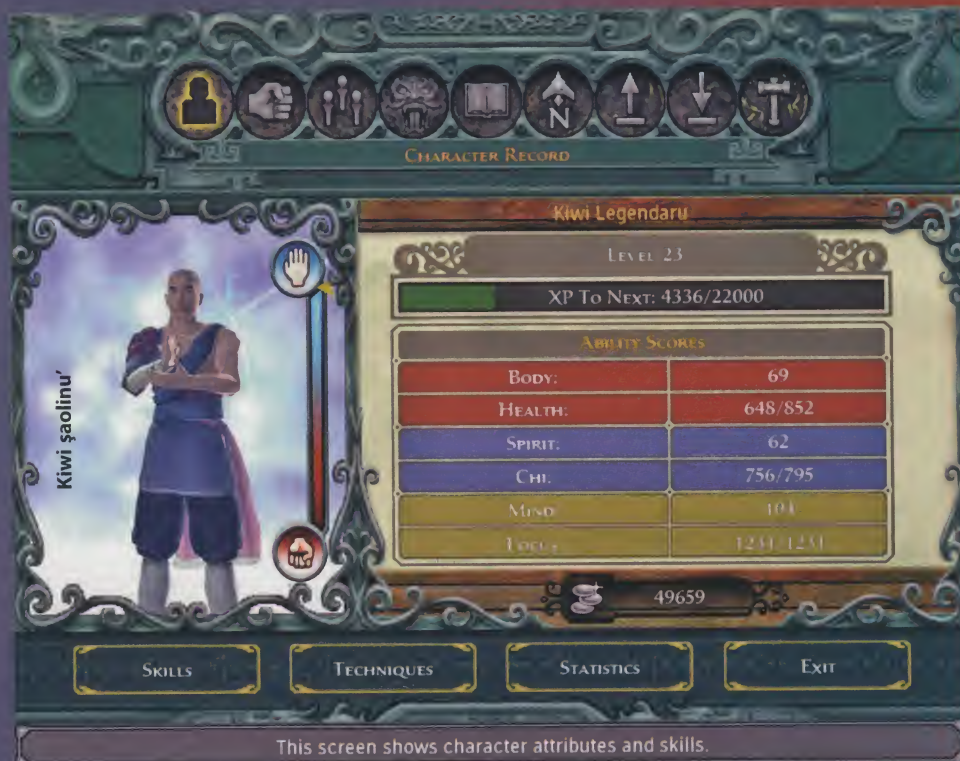 N
CHARACTER RECORD
Kiwi Legendaru
LEVEL 23
XP TO NEXT: 4336/22000
ABILITY SCORES
BODY: 69
HEALTH: 648/852
SPIRIT: 62
CHI: 756/795
MIND:
FOCUS: 1231/1231
49659
Kiwi şaolinu'
SKILLS TECHNIQUES STATISTICS EXIT
This screen shows character attributes and skills.